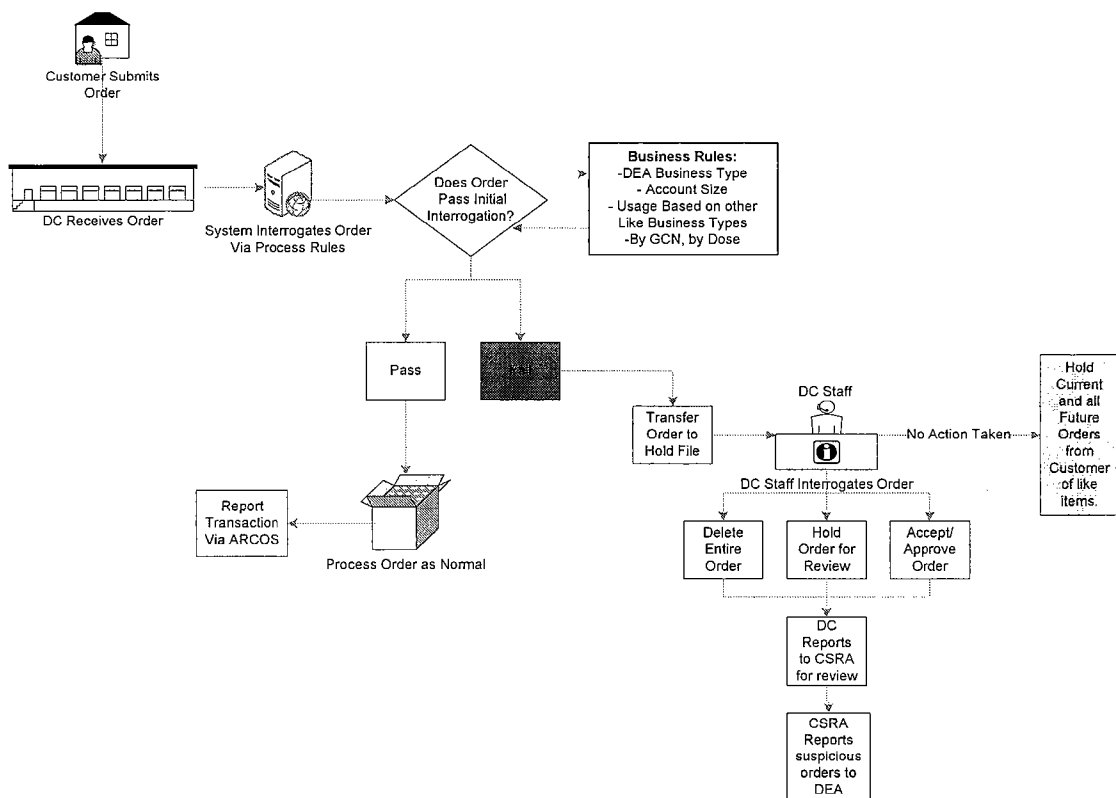 Customer Submits
Order
DC Receives Order
System Interrogates Order
Via Process Rules
Does Order
Pass Initial
Interrogation?
Business Rules:
-DEA Business Type
- Account Size
- Usage Based on other
Like Business Types
-By GCN, by Dose
Pass
Transfer
Order to
Hold File
DC Staff
No Action Taken
Hold
Current
and all
Future
Orders
from
Customer
of like
items.
DC Staff Interrogates Order
Report
Transaction
Via ARCOS
Process Order as Normal
Delete
Entire
Order
Hold
Order for
Review
Accept/
Approve
Order
DC
Reports
to CSRA
for review
CSRA
Reports
suspicious
orders to
DEA